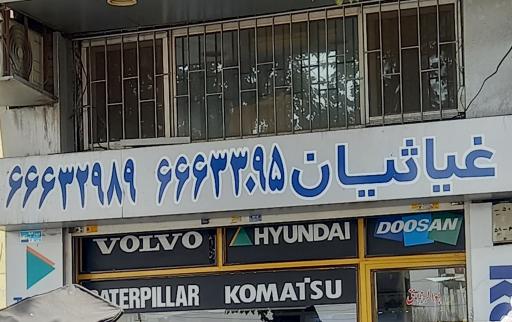 غیاثیان ۶۶۶۳۳۰۹۵ ۶۶۶۳۲۹۸۹
VOLVO HYUNDAI DOOSAN
CATERPILLAR KOMATSU